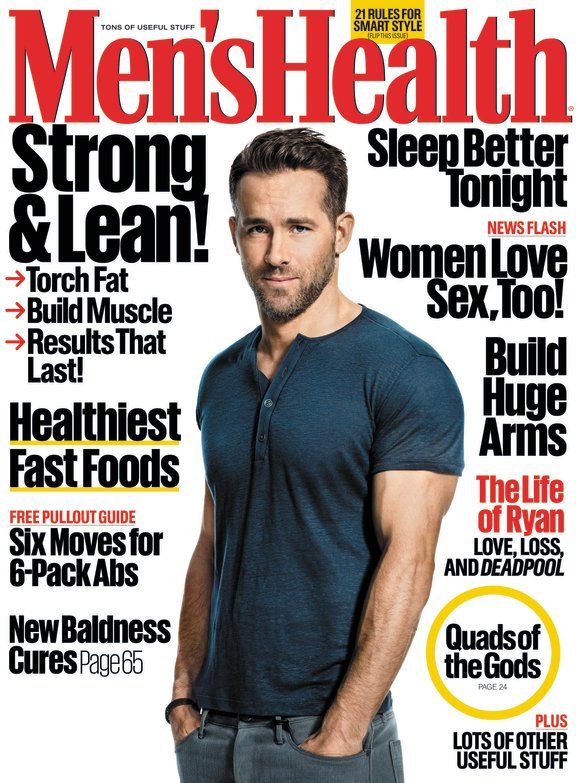 TONS OF USEFUL STUFF
21 RULES FOR
SMART STYLE
(FLIP THIS ISSUE)
Men'sHealth®
Strong
& Lean!
→Torch Fat
→Build Muscle
→Results That
Last!
Healthiest
Fast Foods
FREE PULLOUT GUIDE
Six Moves for
6-Pack Abs
New Baldness
Cures Page 65
Sleep Better
Tonight
NEWS FLASH
Women Love
Sex, Too!
Build
Huge
Arms
The Life
of Ryan
LOVE, LOSS,
AND DEADPOOL
Quads of
the Gods
PAGE 24
PLUS
LOTS OF OTHER
USEFUL STUFF